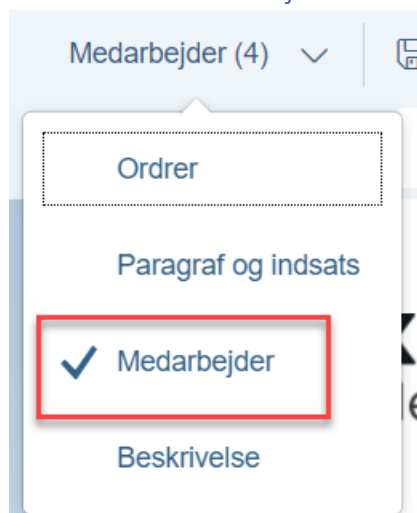 Medarbejder (4)
Ordrer
Paragraf og indsats
Medarbejder
Beskrivelse